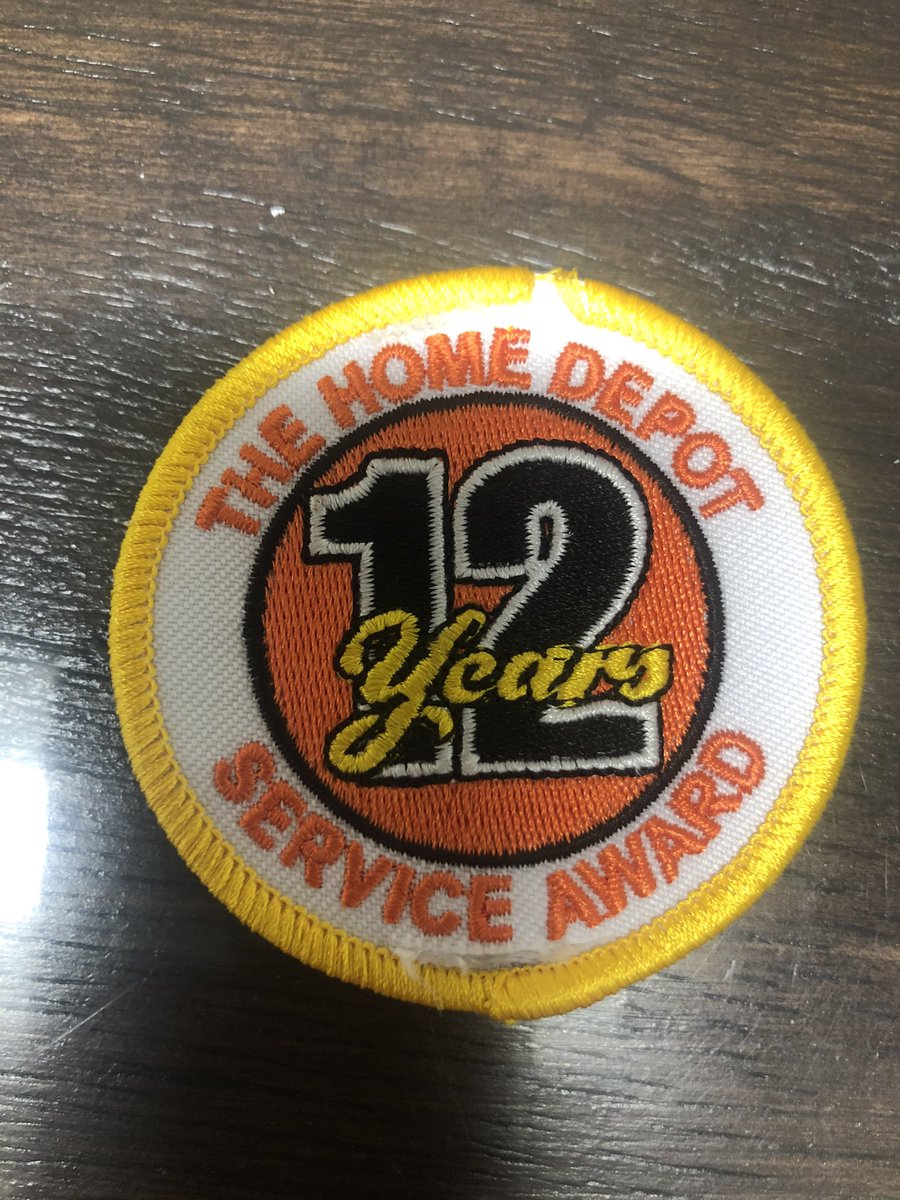 THE HOME DEPOT
12
Years
SERVICE AWARD